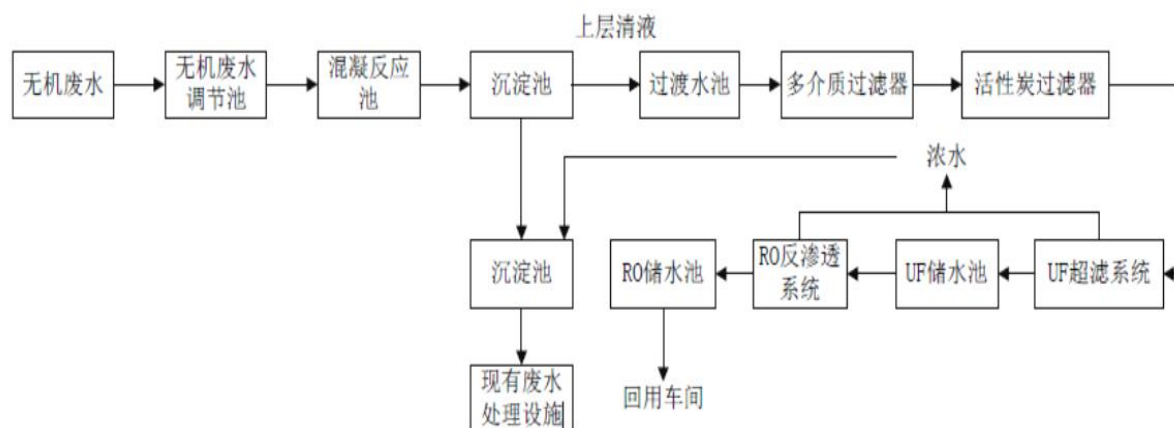 上层清液
无机废水
无机废水
调节池
混凝反应
池
沉淀池
过渡水池
多介质过滤器
活性炭过滤器
浓水
沉淀池
RO储水池
RO反渗透
系统
UF储水池
UF超滤系统
现有废水
处理设施
回用车间